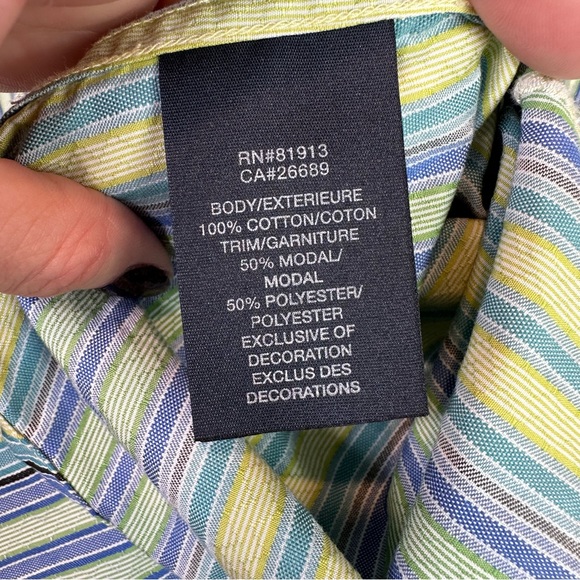 RN#81913
CA#26689
BODY/EXTERIEURE
100% COTTON/COTON
TRIM/GARNITURE
50% MODAL/
MODAL
50% POLYESTER/
POLYESTER
EXCLUSIVE OF
DECORATION
EXCLUS DES
DECORATIONS